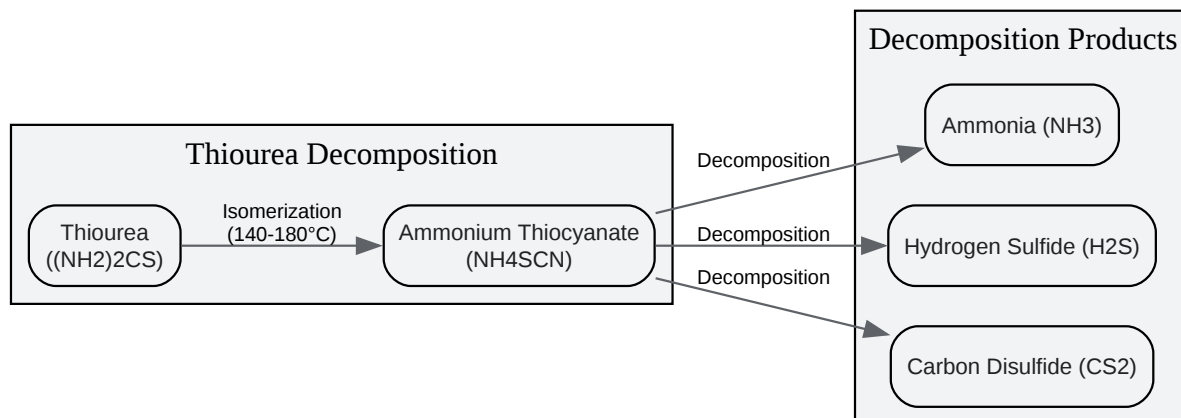 Decomposition Products
Ammonia (NH3)
Thiourea Decomposition
Decomposition
Isomerization
(140-180°C)
Thiourea
((NH2)2CS)
Ammonium Thiocyanate
(NH4SCN)
Decomposition
Hydrogen Sulfide (H2S)
Decomposition
Carbon Disulfide (CS2)